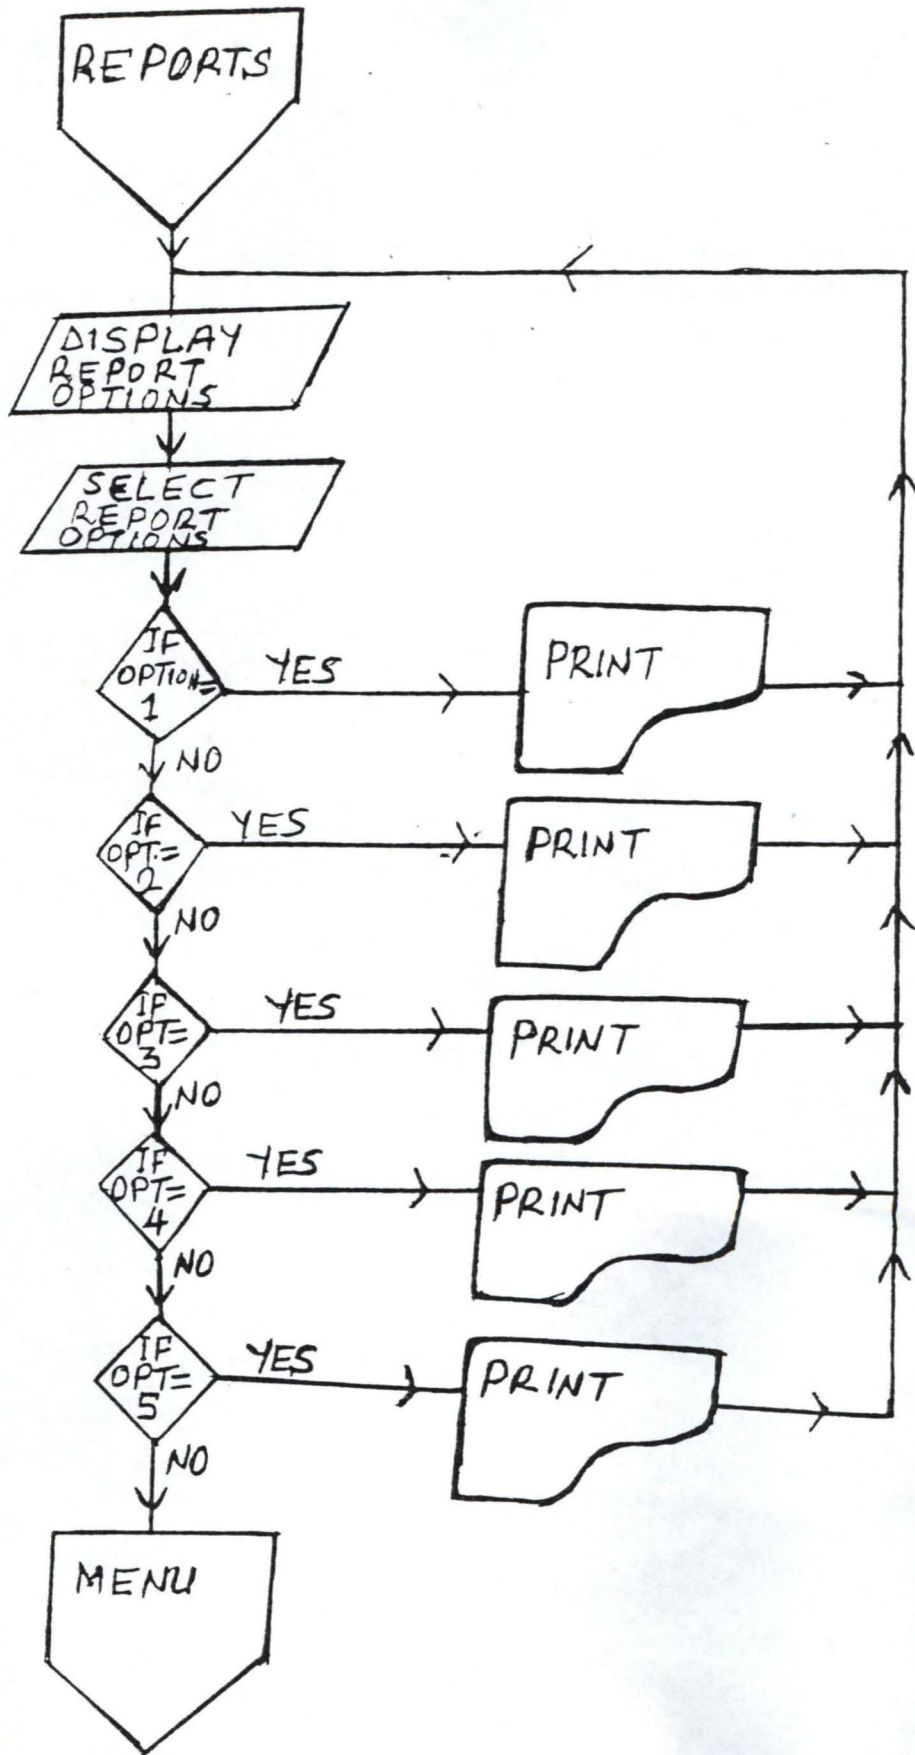 REPORTS
DISPLAY
REPORT
OPTIONS
SELECT
REPORT
OPTIONS
IF
OPTION=
1
YES
PRINT
NO
IF
OPT=
2
YES
PRINT
NO
IF
OPT=
3
YES
PRINT
NO
IF
OPT=
4
YES
PRINT
NO
IF
OPT=
5
YES
PRINT
NO
MENU